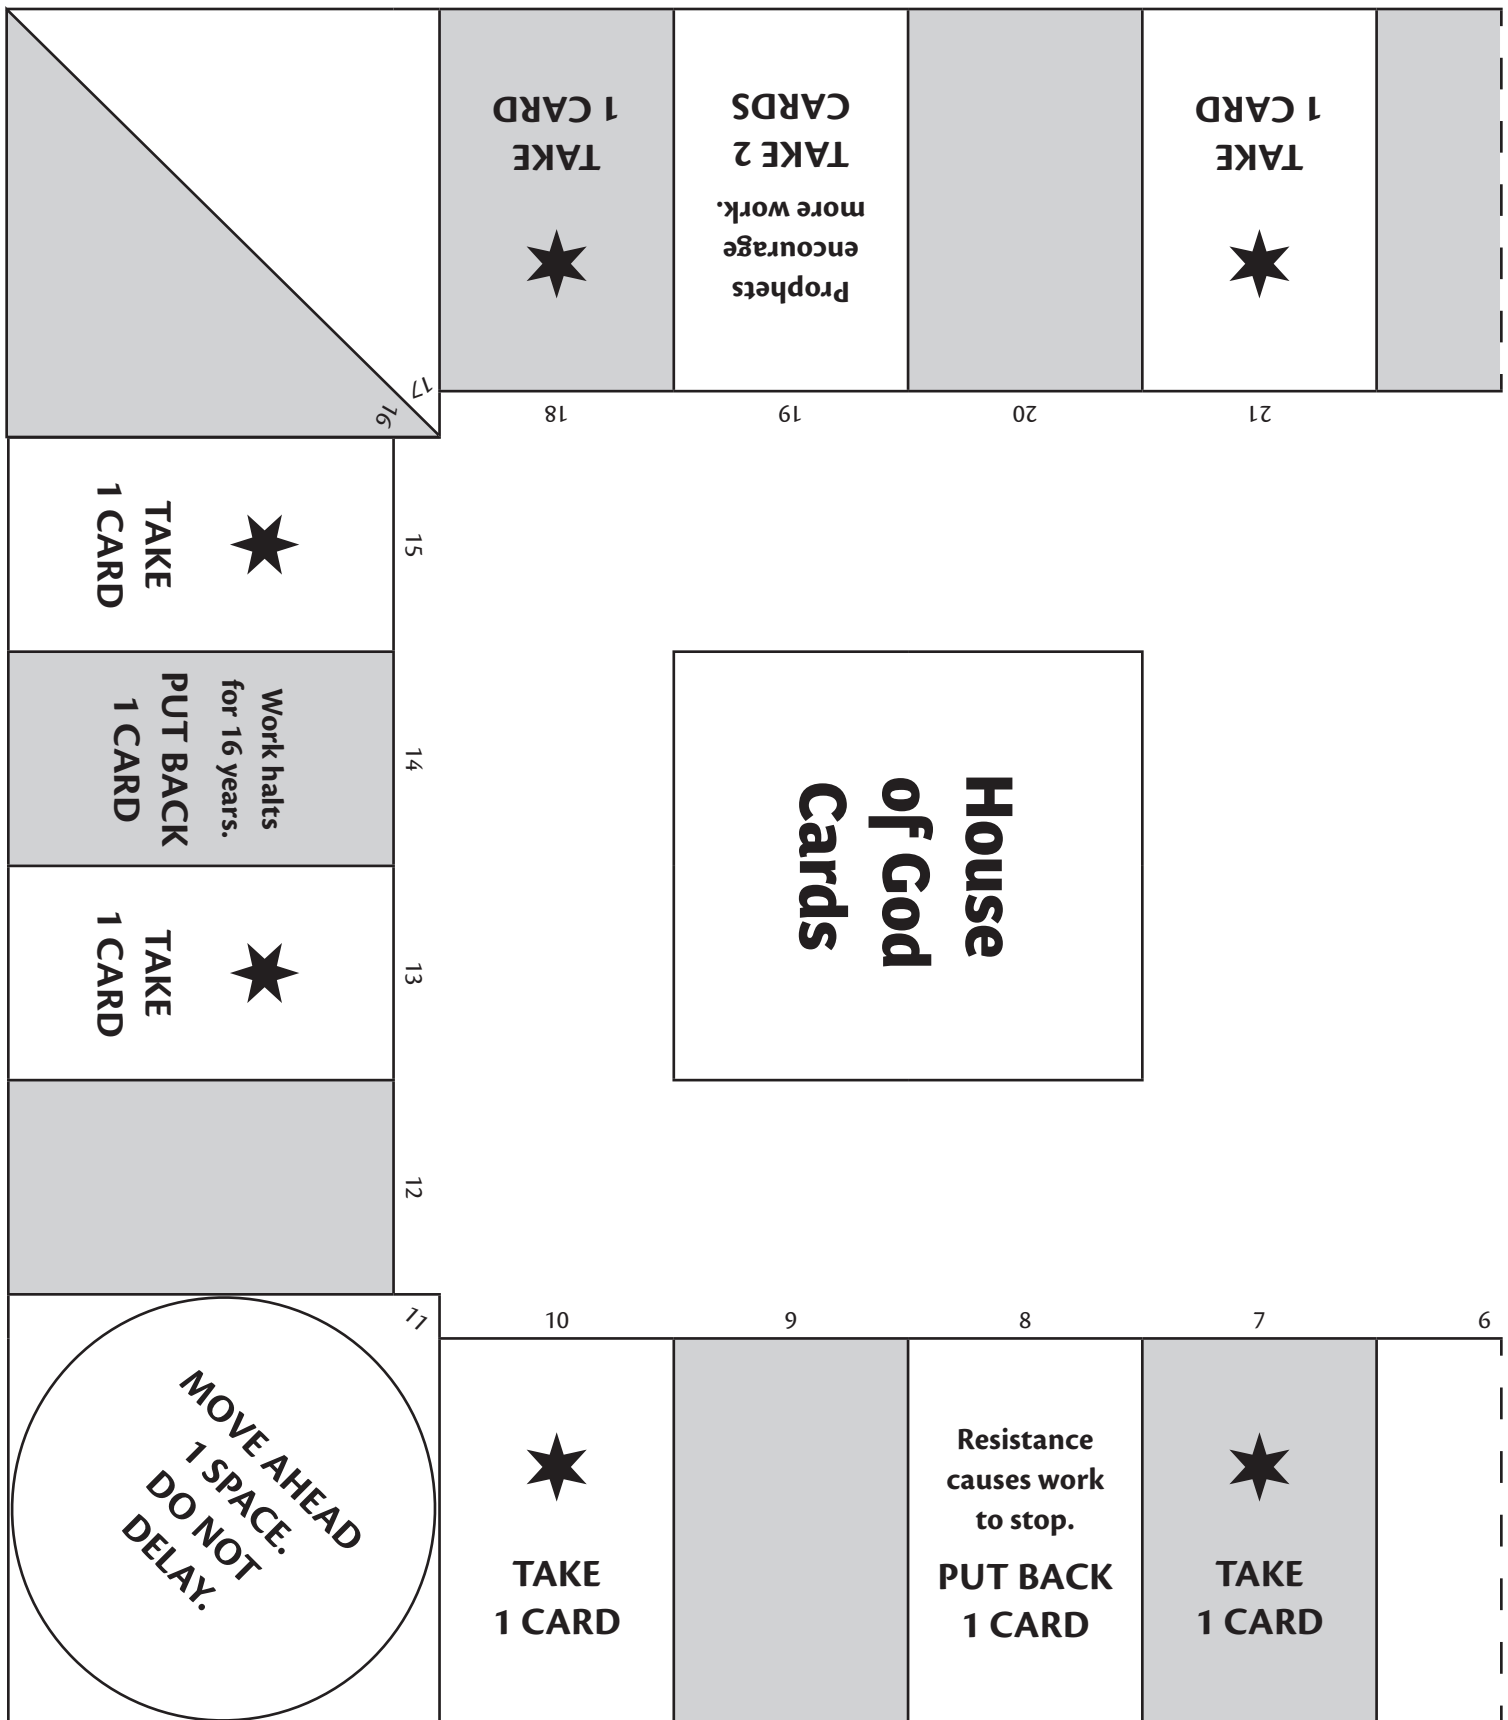 1 CARD
TAKE
18
CARDS
TAKE 2
more work.
encourage
Prophets
19
20
1 CARD
TAKE
21
17
16
TAKE
1 CARD
15
Work halts
for 16 years.
PUT BACK
1 CARD
14
TAKE
1 CARD
13
12
House
of God
Cards
11
MOVE AHEAD
1 SPACE.
DO NOT
DELAY.
10
TAKE
1 CARD
9
8
Resistance
causes work
to stop.
PUT BACK
1 CARD
7
TAKE
1 CARD
6